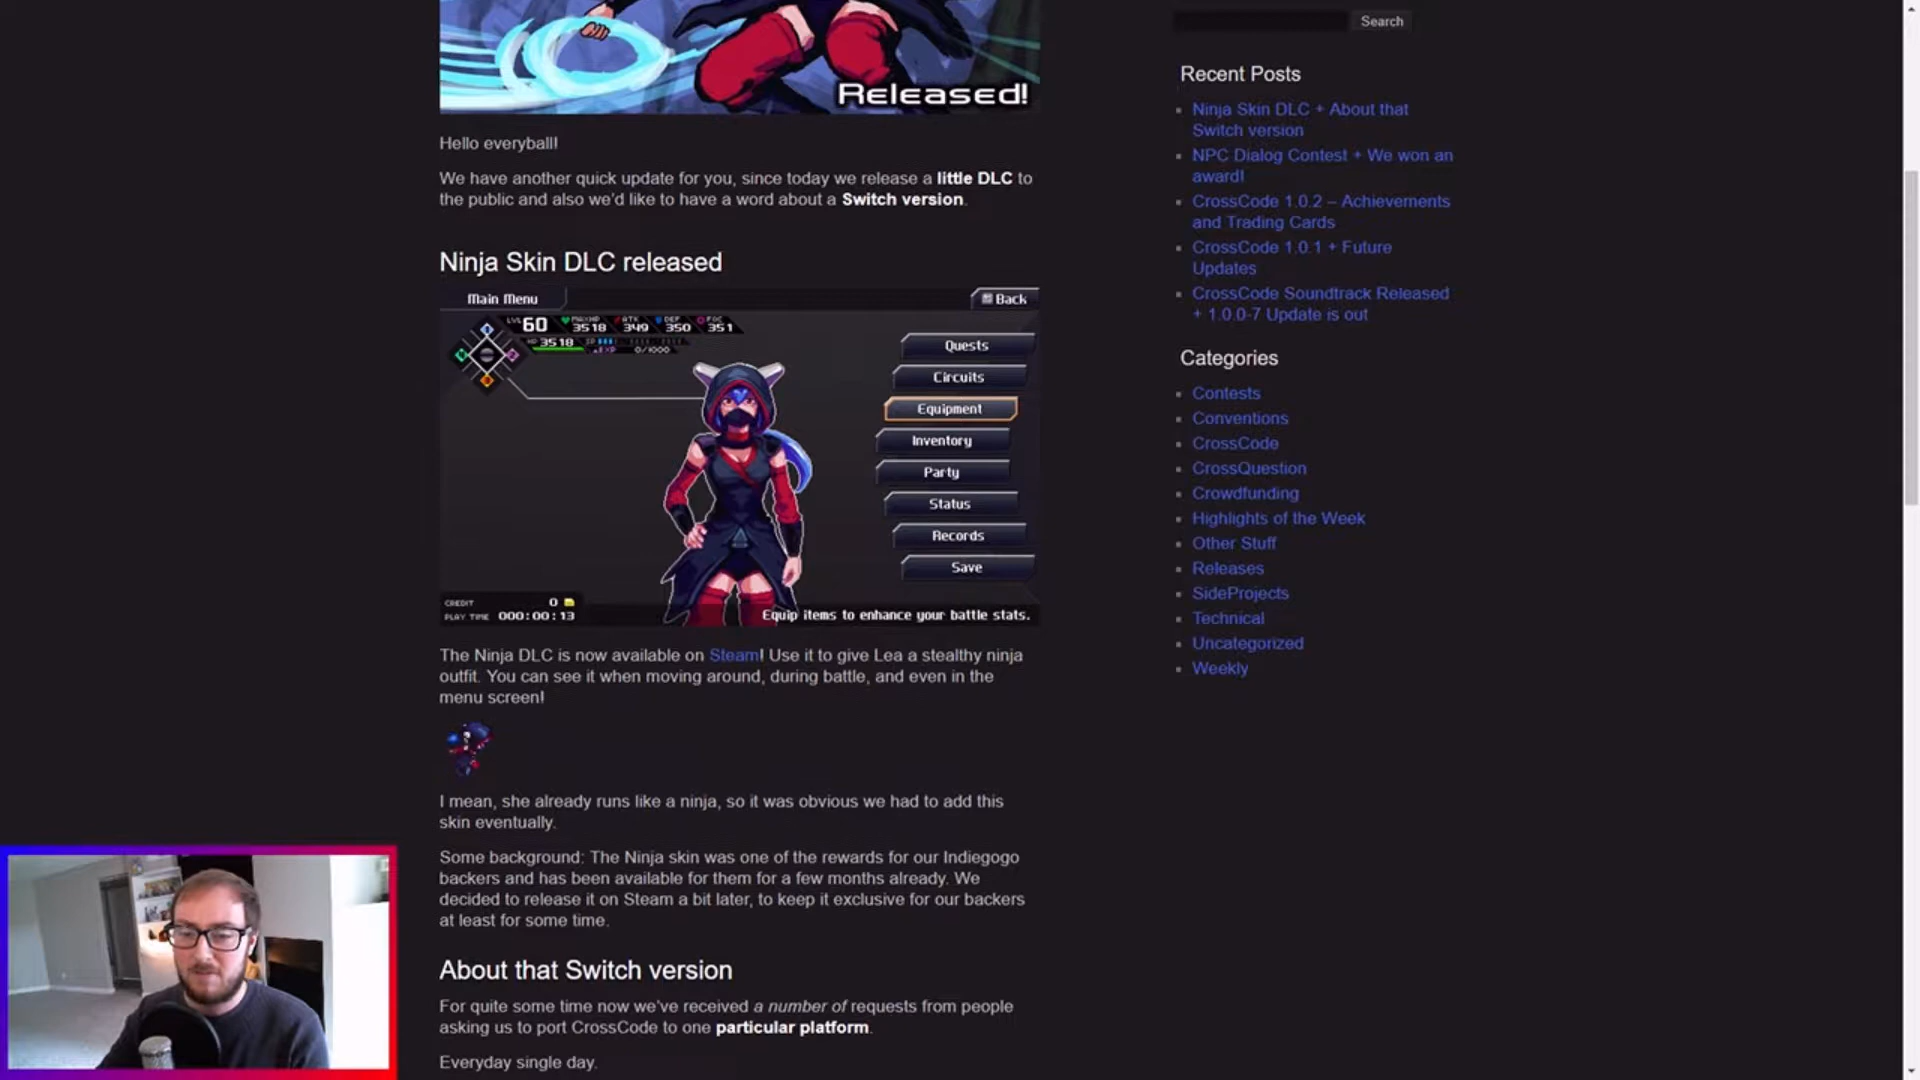 Released!
Hello everyball!
We have another quick update for you, since today we release a little DLC to
the public and also we'd like to have a word about a Switch version.
Ninja Skin DLC released
Main Menu
Back
LVL 60
MAXHP ATK DEF FOC
3518 349 350 351
HP 3518 SP
EXP 0/1000
Quests
Circuits
Equipment
Inventory
Party
Status
Records
Save
CREDIT 0
PLAY TIME 000:00:13
Equip items to enhance your battle stats.
The Ninja DLC is now available on Steam! Use it to give Lea a stealthy ninja
outfit. You can see it when moving around, during battle, and even in the
menu screen!
I mean, she already runs like a ninja, so it was obvious we had to add this
skin eventually.
Some background: The Ninja skin was one of the rewards for our Indiegogo
backers and has been available for them for a few months already. We
decided to release it on Steam a bit later, to keep it exclusive for our backers
at least for some time.
About that Switch version
For quite some time now we've received a number of requests from people
asking us to port CrossCode to one particular platform.
Everyday single day.
Search
Recent Posts
Ninja Skin DLC + About that
Switch version
NPC Dialog Contest + We won an
award!
CrossCode 1.0.2 – Achievements
and Trading Cards
CrossCode 1.0.1 + Future
Updates
CrossCode Soundtrack Released
+ 1.0.0-7 Update is out
Categories
Contests
Conventions
CrossCode
CrossQuestion
Crowdfunding
Highlights of the Week
Other Stuff
Releases
SideProjects
Technical
Uncategorized
Weekly